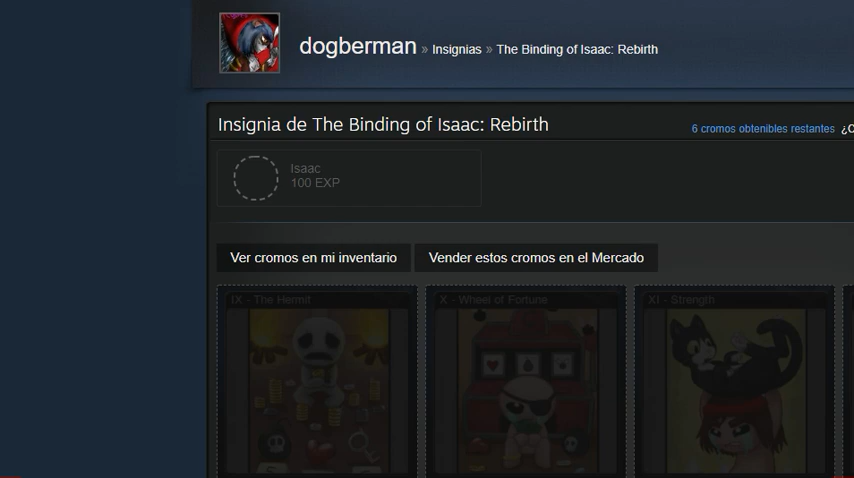 dogberman » Insignias » The Binding of Isaac: Rebirth
Insignia de The Binding of Isaac: Rebirth
6 cromos obtenibles restantes
Isaac
100 EXP
Ver cromos en mi inventario
Vender estos cromos en el Mercado
IX - The Hermit
X - Wheel of Fortune
XI - Strength